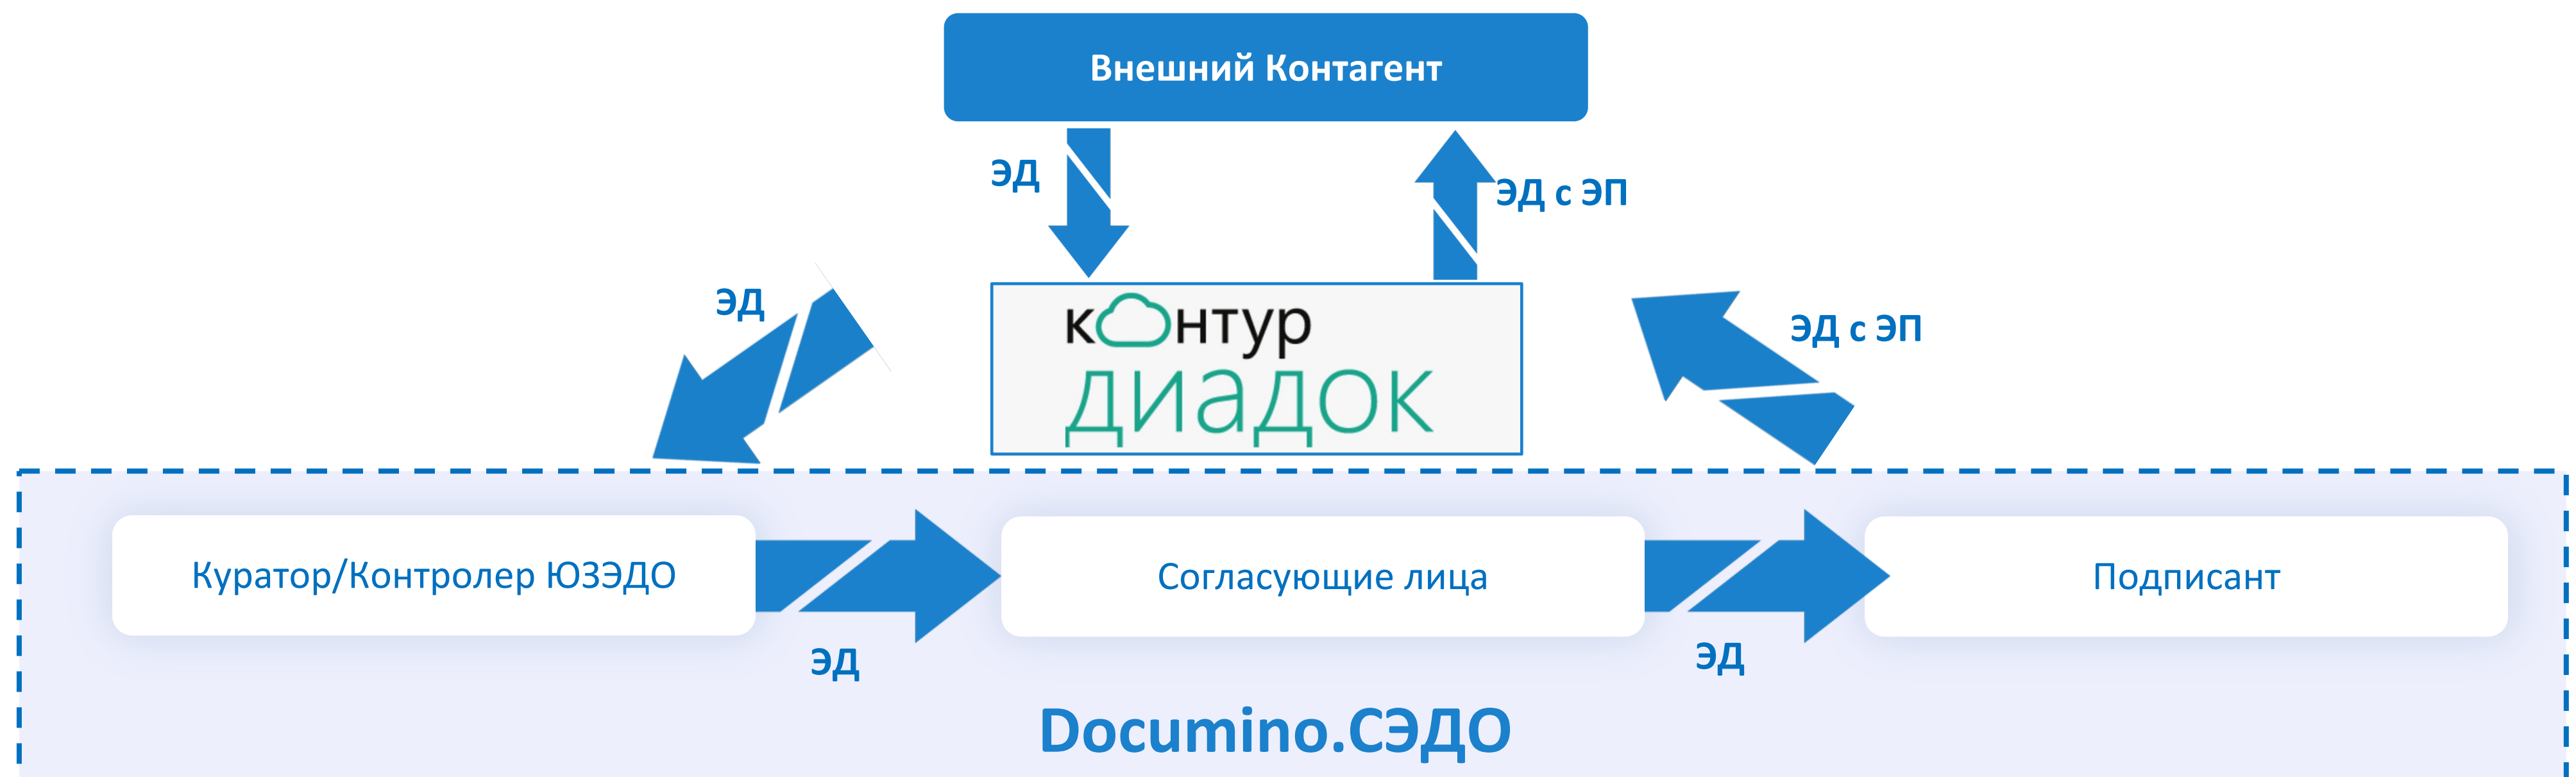 Внешний Контагент
ЭД
ЭД с ЭП
ЭД
контур
ДИАДОК
ЭД с ЭП
Куратор/Контролер ЮЗЭДО
Согласующие лица
Подписант
ЭД
ЭД
Documino.СЭДО